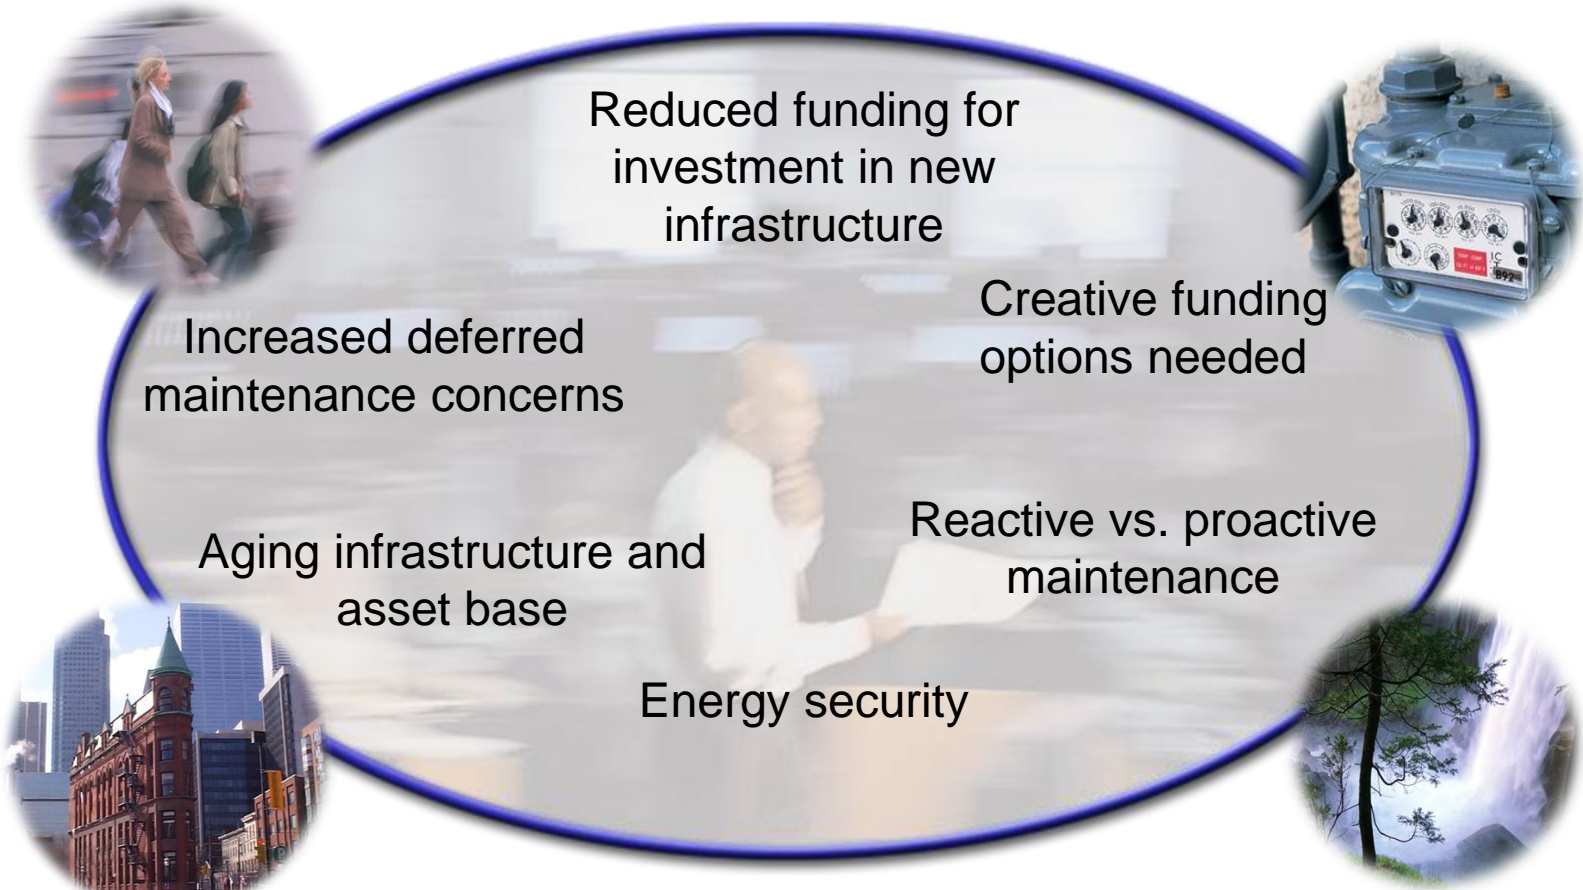 Reduced funding for
investment in new
infrastructure
Creative funding
options needed
Increased deferred
maintenance concerns
Reactive vs. proactive
maintenance
Aging infrastructure and
asset base
Energy security